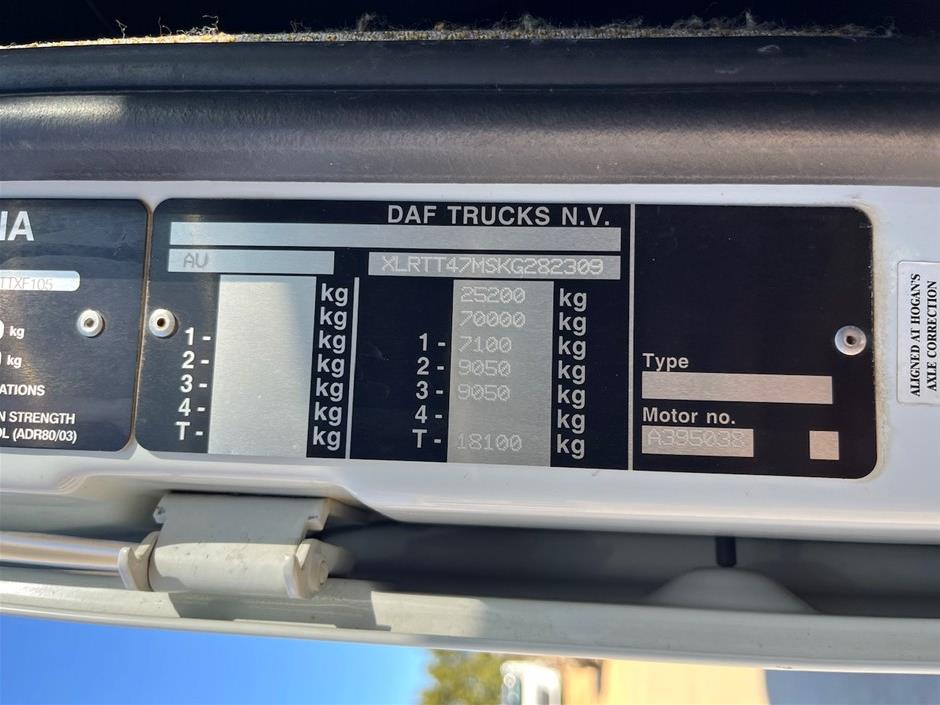 IA
TTXF105
kg
kg
ATIONS
N STRENGTH
OL (ADR80/03)
DAF TRUCKS N.V.
AV XLRTT47MSKG282309
kg 25200 kg
kg 70000 kg
1- kg 1- 7100 kg
2- kg 2- 9050 kg
3- kg 3- 9050 kg
4- kg 4- kg
T- kg T- 18100 kg
Type
Motor no.
A395038
ALIGNED AT HOGAN'S
AXLE CORRECTION